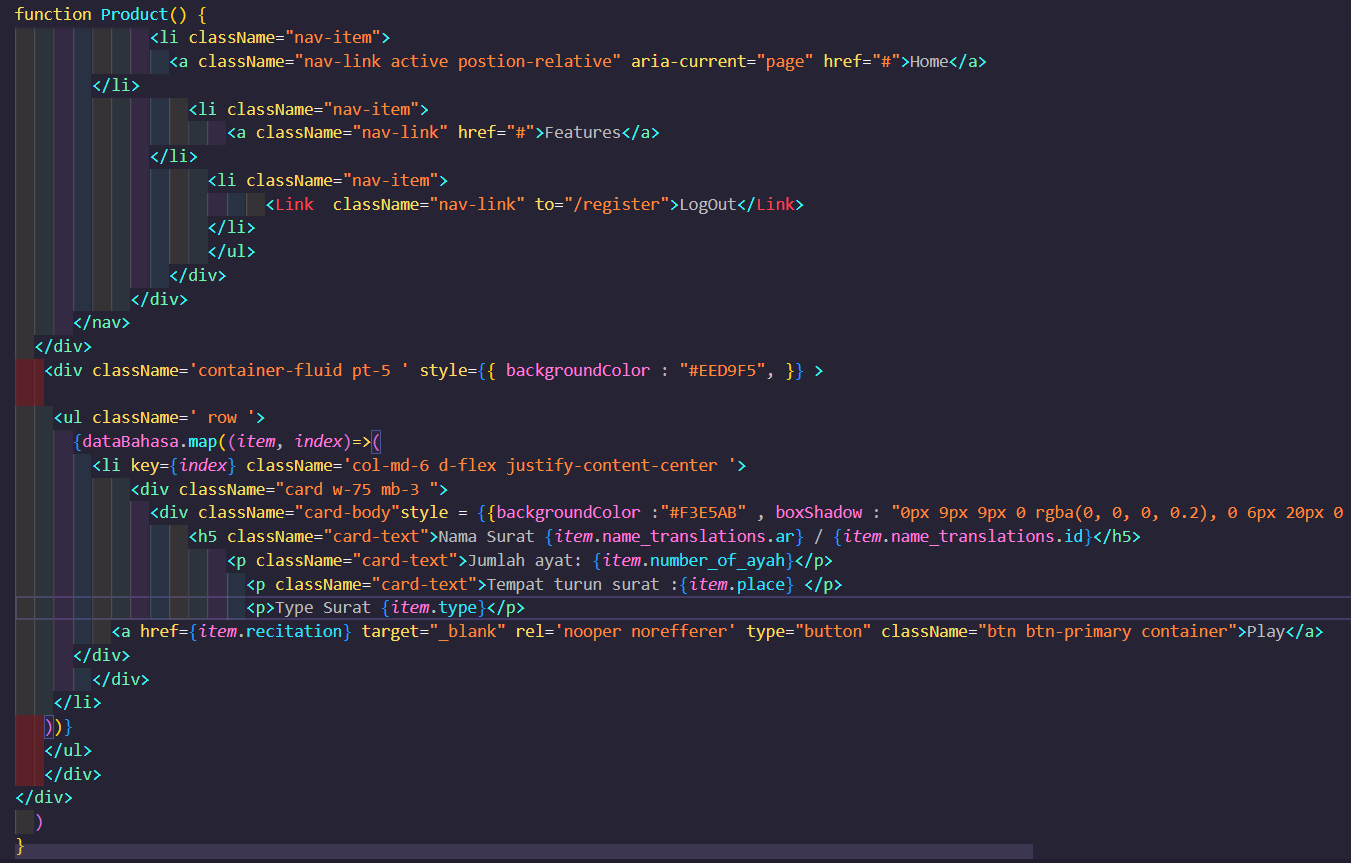 function Product() {
<li className="nav-item">
<a className="nav-link active postion-relative" aria-current="page" href="#">Home</a>
</li>
<li className="nav-item">
<a className="nav-link" href="#">Features</a>
</li>
<li className="nav-item">
<Link  className="nav-link" to="/register">LogOut</Link>
</li>
</ul>
</div>
</div>
</nav>
</div>
<div className='container-fluid pt-5 ' style={{ backgroundColor : "#EED9F5", }} >
<ul className=' row '>
{dataBahasa.map((item, index)=>(
<li key={index} className='col-md-6 d-flex justify-content-center '>
<div className="card w-75 mb-3 ">
<div className="card-body"style = {{backgroundColor :"#F3E5AB" , boxShadow : "0px 9px 9px 0 rgba(0, 0, 0, 0.2), 0 6px 20px 0
<h5 className="card-text">Nama Surat {item.name_translations.ar} / {item.name_translations.id}</h5>
<p className="card-text">Jumlah ayat: {item.number_of_ayah}</p>
<p className="card-text">Tempat turun surat :{item.place} </p>
<p>Type Surat {item.type}</p>
<a href={item.recitation} target="_blank" rel='nooper norefferer' type="button" className="btn btn-primary container">Play</a>
</div>
</div>
</li>
))}
</ul>
</div>
</div>
)
}